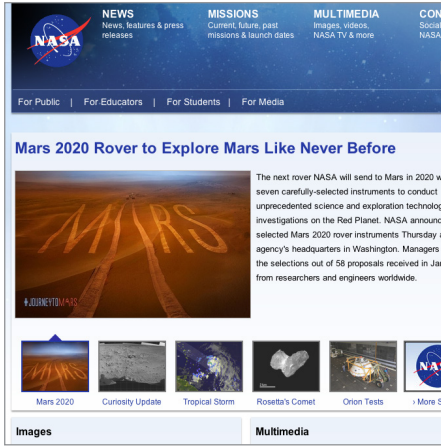 NASA
NEWS
News, features & press
releases
MISSIONS
Current, future, past
missions & launch dates
MULTIMEDIA
Images, videos,
NASA TV & more
CON
Social
NASA
For Public | For Educators | For Students | For Media
Mars 2020 Rover to Explore Mars Like Never Before
MARS
#JOURNEYTOMARS
The next rover NASA will send to Mars in 2020 w
seven carefully-selected instruments to conduct
unprecedented science and exploration technolog
investigations on the Red Planet. NASA announc
selected Mars 2020 rover instruments Thursday a
agency's headquarters in Washington. Managers
the selections out of 58 proposals received in Jan
from researchers and engineers worldwide.
MARS
NASA
Mars 2020
Curiosity Update
Tropical Storm
Rosetta's Comet
Orion Tests
› More S
Images
Multimedia